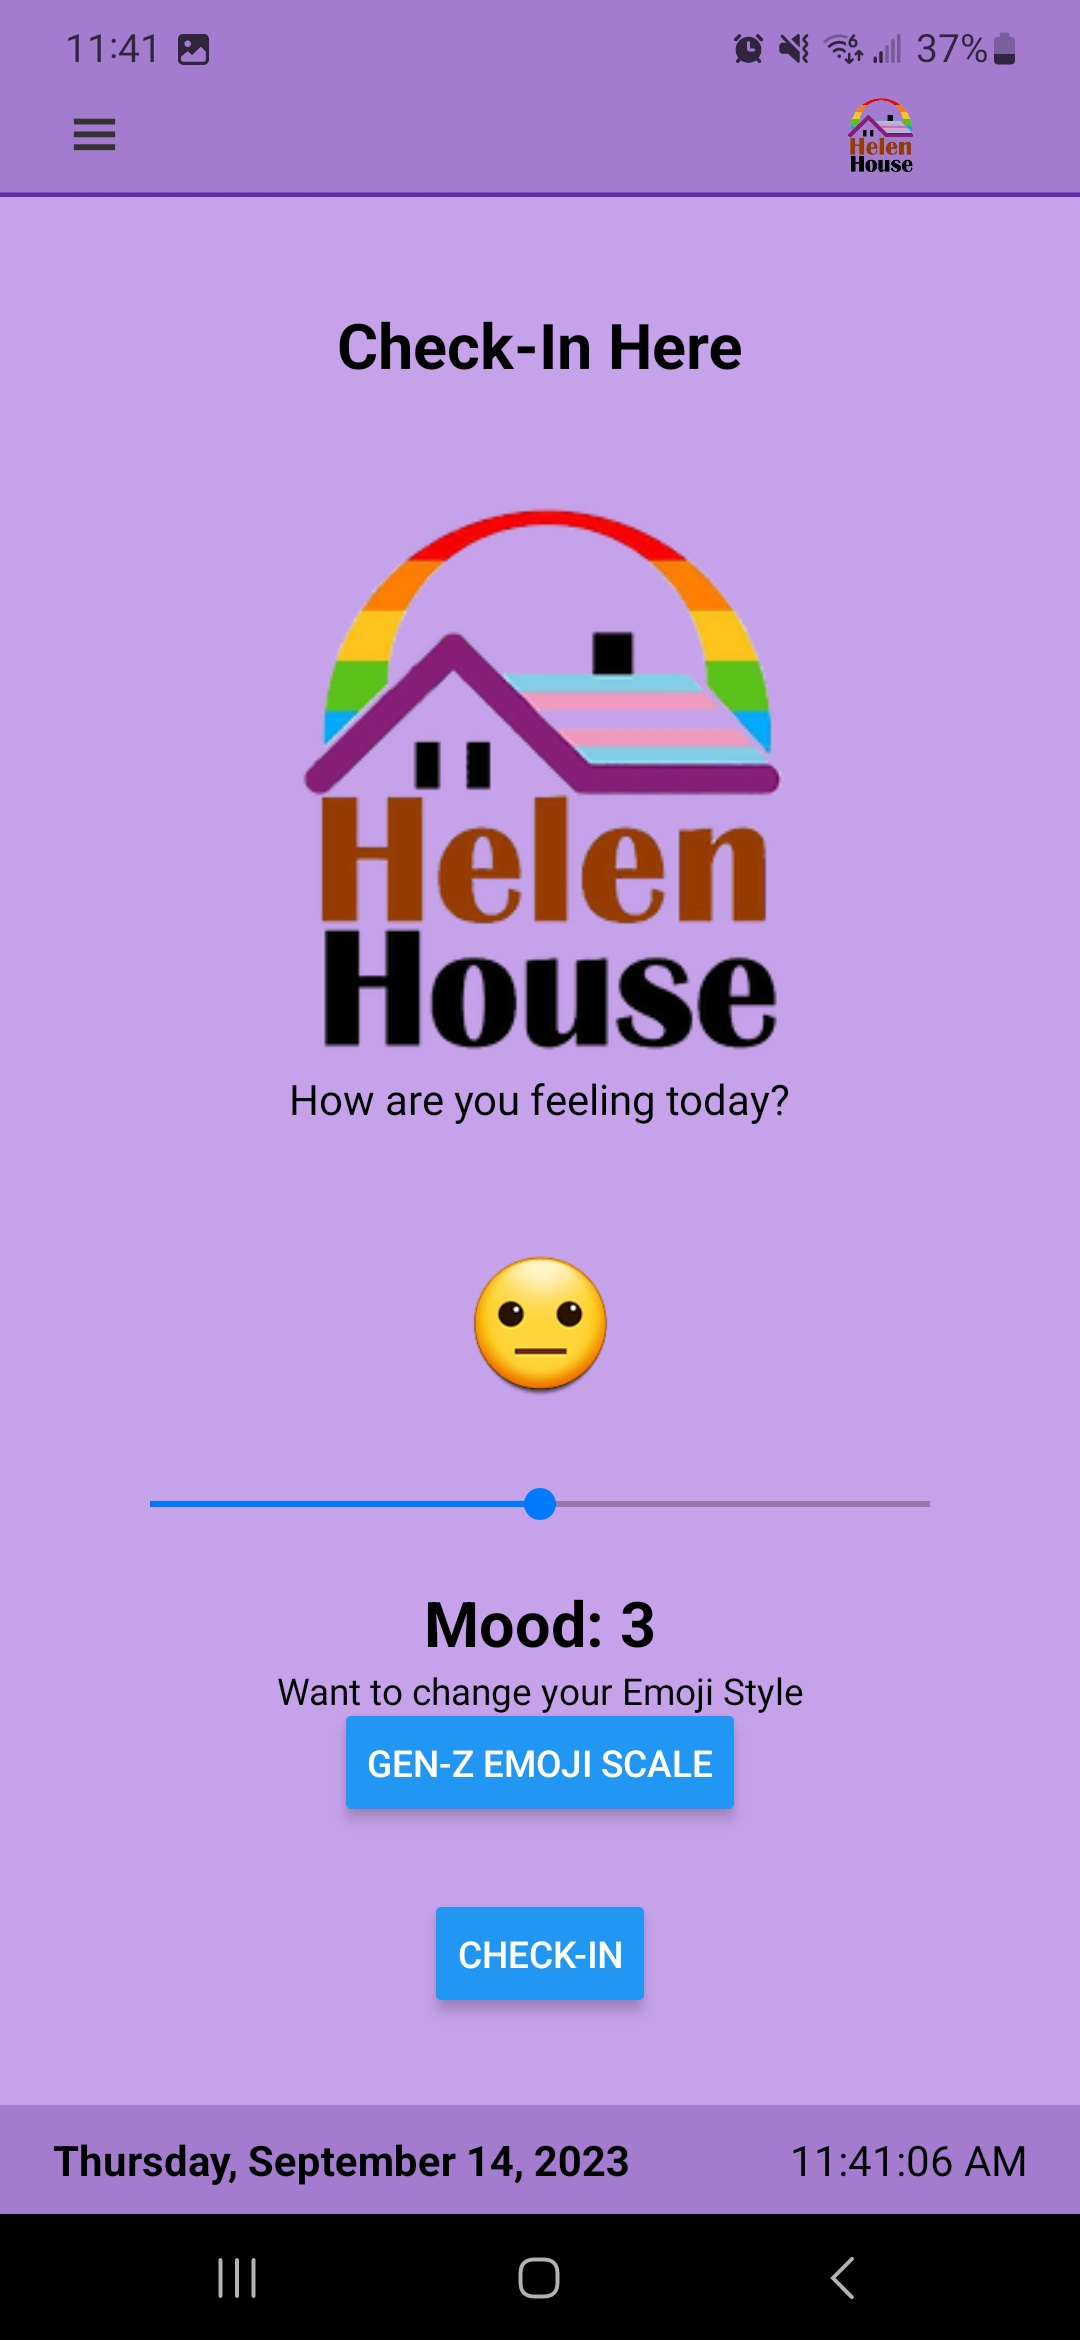 11:41
6
37%
Helen
House
Check-In Here
Helen
House
How are you feeling today?
Mood: 3
Want to change your Emoji Style
GEN-Z EMOJI SCALE
CHECK-IN
Thursday, September 14, 2023 11:41:06 AM